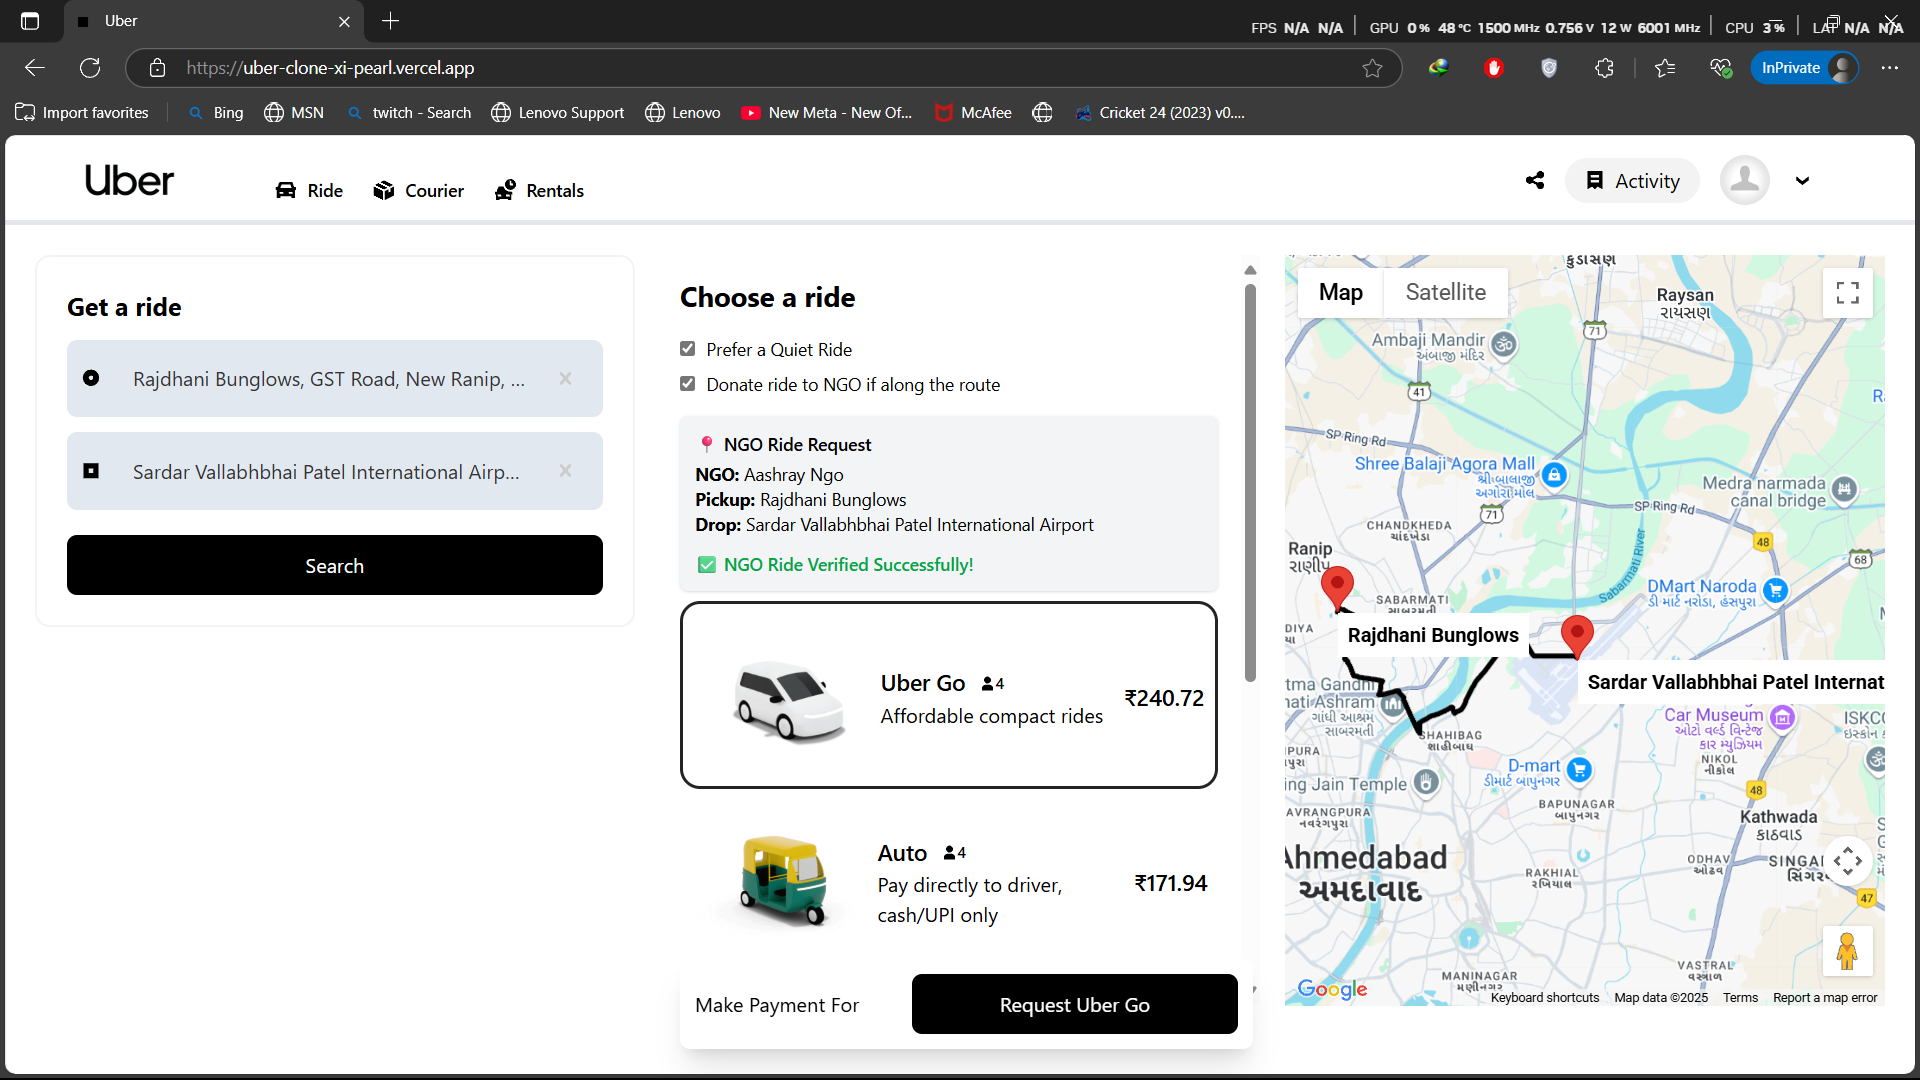 Uber
FPS N/A N/A GPU 0 % 48 °C 1500 MHz 0.756 V 12 W 6001 MHz CPU 3 % LAT N/A N/A
https://uber-clone-xi-pearl.vercel.app
InPrivate
Import favorites
Bing
MSN
twitch - Search
Lenovo Support
Lenovo
New Meta - New Of...
McAfee
Cricket 24 (2023) v0....
Uber
Ride
Courier
Rentals
Activity
Get a ride
Rajdhani Bunglows, GST Road, New Ranip, ...
Sardar Vallabhbhai Patel International Airp...
Search
Choose a ride
Prefer a Quiet Ride
Donate ride to NGO if along the route
NGO Ride Request
NGO: Aashray Ngo
Pickup: Rajdhani Bunglows
Drop: Sardar Vallabhbhai Patel International Airport
NGO Ride Verified Successfully!
Uber Go 4
Affordable compact rides
₹240.72
Auto 4
Pay directly to driver,
cash/UPI only
₹171.94
Make Payment For
Request Uber Go
Map
Satellite
કુડાસણ
Raysan
રાયસણ
71
Ambaji Mandir
અંબાજી મંદિર
41
SP Ring Rd
Shree Balaji Agora Mall
શ્રી બાલાજી
અગોરા મોલ
Medra narmada
canal bridge
SP Ring Rd
71
CHANDKHEDA
ચાંદખેડા
48
68
Ranip
રાણીપ
Sabarmati River
DMart Naroda
ડી માર્ટ નરોડા, હંસપુરા
SABARMATI
સાબરમતી
Rajdhani Bunglows
Sardar Vallabhbhai Patel Internat
tma Gandhi
nati Ashram
ગાંધી આશ્રમ
સાબરમતી
Car Museum
ઓટો વર્લ્ડ વિન્ટેજ
કાર મ્યુઝિયમ
SHAHIBAG
શાહીબાગ
NIKOL
નીકોલ
D-mart
ડીમાર્ટ બાપુનગર
ing Jain Temple
48
BAPUNAGAR
બાપુનગર
AVRANGPURA
નવરંગપુરા
Kathwada
કાઠવાડ
Ahmedabad
અમદાવાદ
ODHAV
ઓઢવ
RAKHIAL
રખિયાલ
47
VASTRAL
વસ્ત્રાલ
MANINAGAR
મણીનગર
Google
Keyboard shortcuts
Map data ©2025
Terms
Report a map error